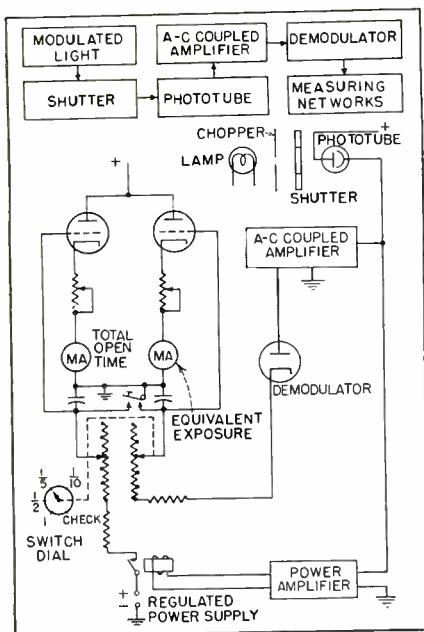 MODULATED
LIGHT
A-C COUPLED
AMPLIFIER
DEMODULATOR
SHUTTER
PHOTOTUBE
MEASURING
NETWORKS
CHOPPER
+
PHOTOTUBE
LAMP
SHUTTER
+
A-C COUPLED
AMPLIFIER
TOTAL
OPEN
TIME
MA
MA
DEMODULATOR
EQUIVALENT
EXPOSURE
1/10
1/5
1/2
1
CHECK
SWITCH
DIAL
+
−
REGULATED
POWER SUPPLY
POWER
AMPLIFIER